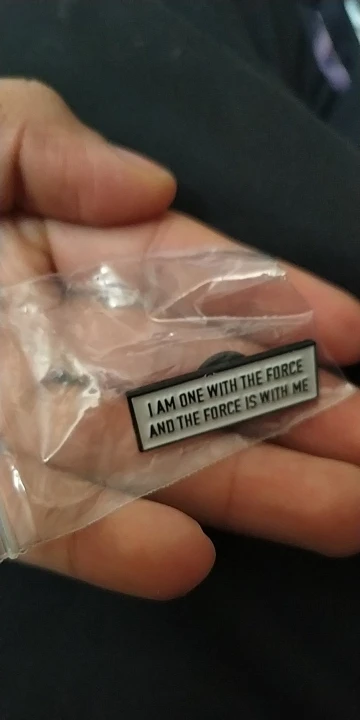 I AM ONE WITH THE FORCE
AND THE FORCE IS WITH ME